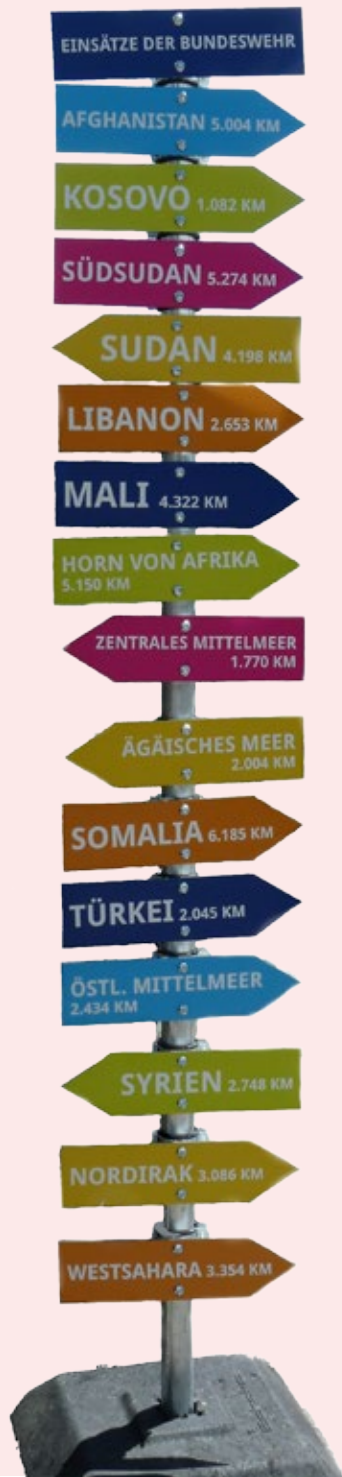 EINSÄTZE DER BUNDESWEHR
AFGHANISTAN 5.004 KM
KOSOVO 1.082 KM
SÜDSUDAN 5.274 KM
SUDAN 4.198 KM
LIBANON 2.653 KM
MALI 4.322 KM
HORN VON AFRIKA
5.150 KM
ZENTRALES MITTELMEER
1.770 KM
ÄGÄISCHES MEER
2.004 KM
SOMALIA 6.185 KM
TÜRKEI 2.045 KM
ÖSTL. MITTELMEER
2.434 KM
SYRIEN 2.748 KM
NORDIRAK 3.086 KM
WESTSAHARA 3.354 KM